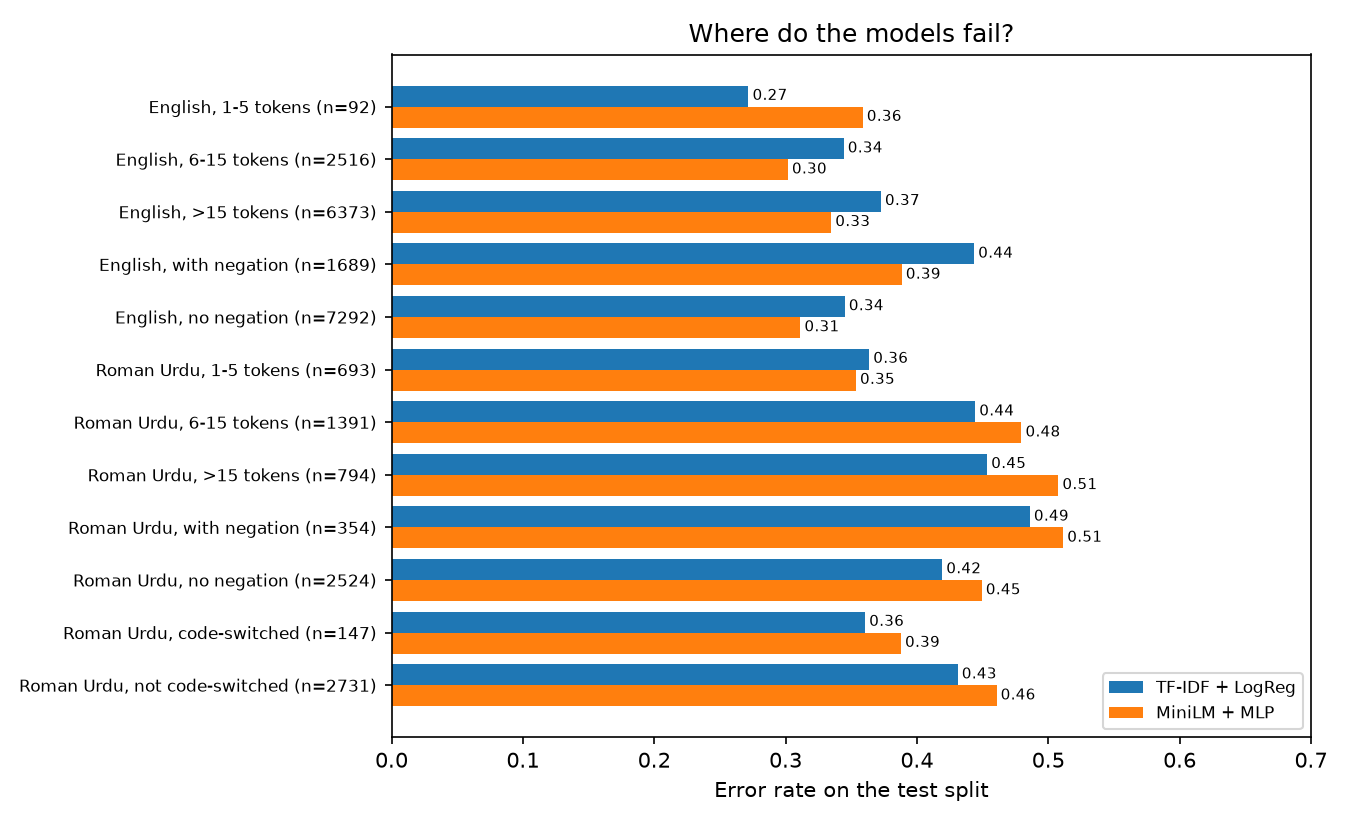 Where do the models fail?
English, 1-5 tokens (n=92)
0.27
0.36
English, 6-15 tokens (n=2516)
0.34
0.30
English, >15 tokens (n=6373)
0.37
0.33
English, with negation (n=1689)
0.44
0.39
English, no negation (n=7292)
0.34
0.31
Roman Urdu, 1-5 tokens (n=693)
0.36
0.35
Roman Urdu, 6-15 tokens (n=1391)
0.44
0.48
Roman Urdu, >15 tokens (n=794)
0.45
0.51
Roman Urdu, with negation (n=354)
0.49
0.51
Roman Urdu, no negation (n=2524)
0.42
0.45
Roman Urdu, code-switched (n=147)
0.36
0.39
Roman Urdu, not code-switched (n=2731)
0.43
0.46
TF-IDF + LogReg
MiniLM + MLP
0.0 0.1 0.2 0.3 0.4 0.5 0.6 0.7
Error rate on the test split